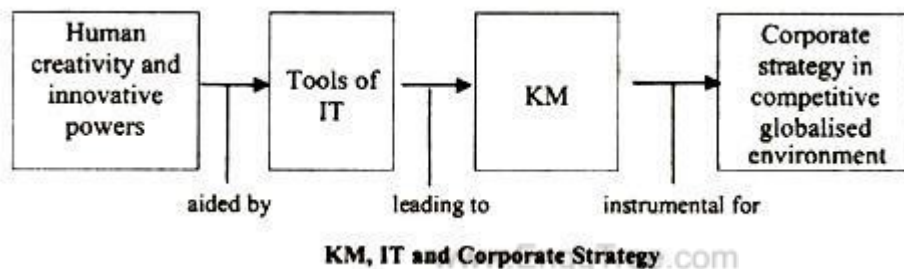 Human
creativity and
innovative
powers
Tools of
IT
KM
Corporate
strategy in
competitive
globalised
environment
aided by
leading to
instrumental for
KM, IT and Corporate Strategy